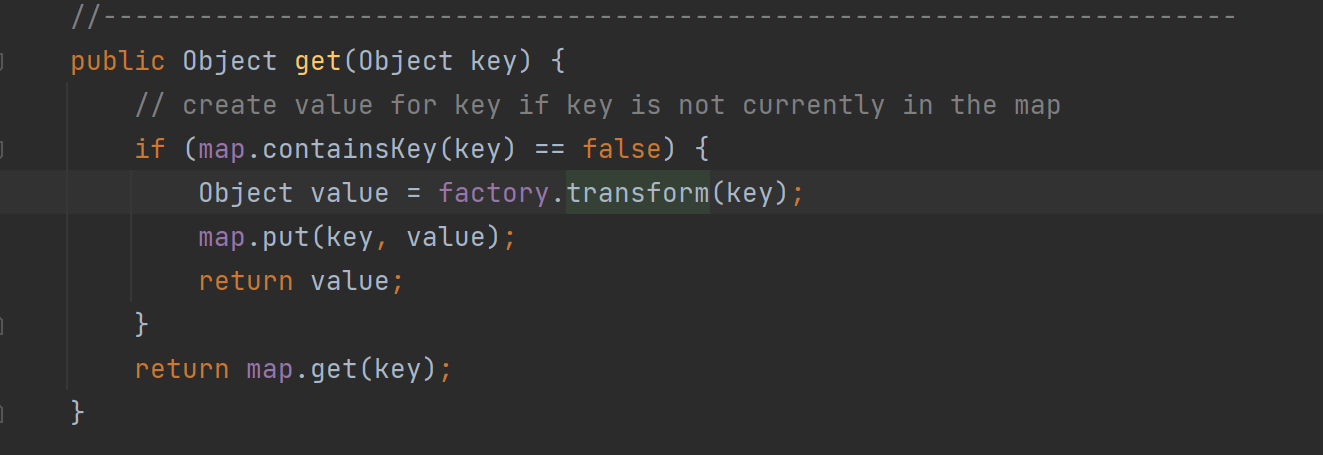 //-----------------------------------------------------------------------
public Object get(Object key) {
// create value for key if key is not currently in the map
if (map.containsKey(key) == false) {
Object value = factory.transform(key);
map.put(key, value);
return value;
}
return map.get(key);
}